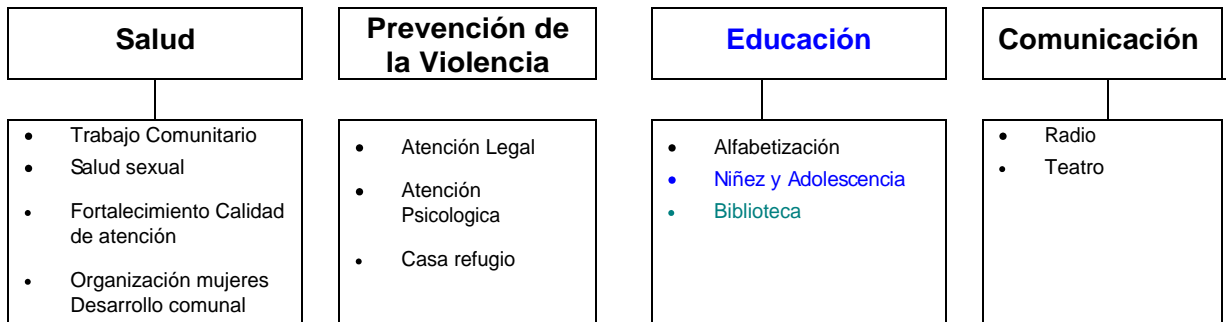 Salud
• Trabajo Comunitario
• Salud sexual
• Fortalecimiento Calidad
de atención
• Organización mujeres
Desarrollo comunal
Prevención de
la Violencia
• Atención Legal
• Atención
Psicologica
• Casa refugio
Educación
• Alfabetización
• Niñez y Adolescencia
• Biblioteca
Comunicación
• Radio
• Teatro